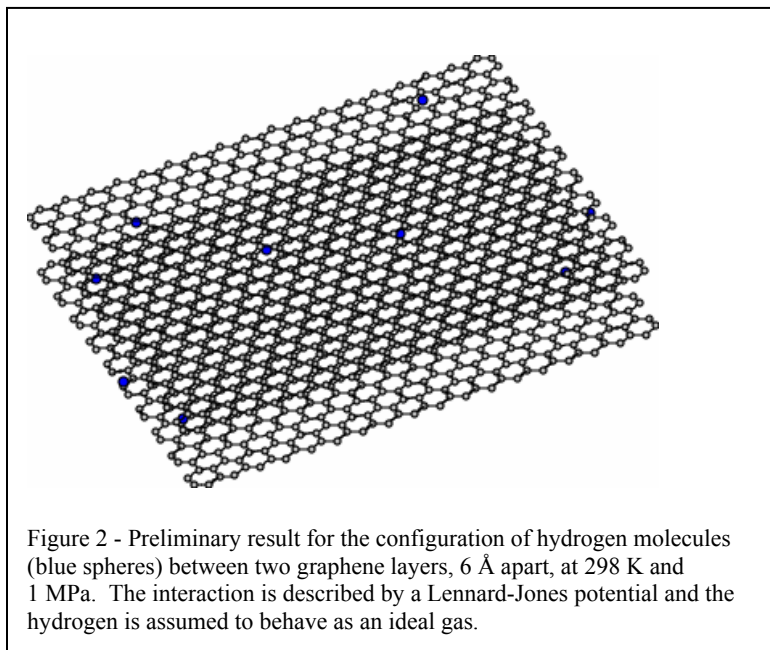 Figure 2 - Preliminary result for the configuration of hydrogen molecules
(blue spheres) between two graphene layers, 6 Å apart, at 298 K and
1 MPa.  The interaction is described by a Lennard-Jones potential and the
hydrogen is assumed to behave as an ideal gas.